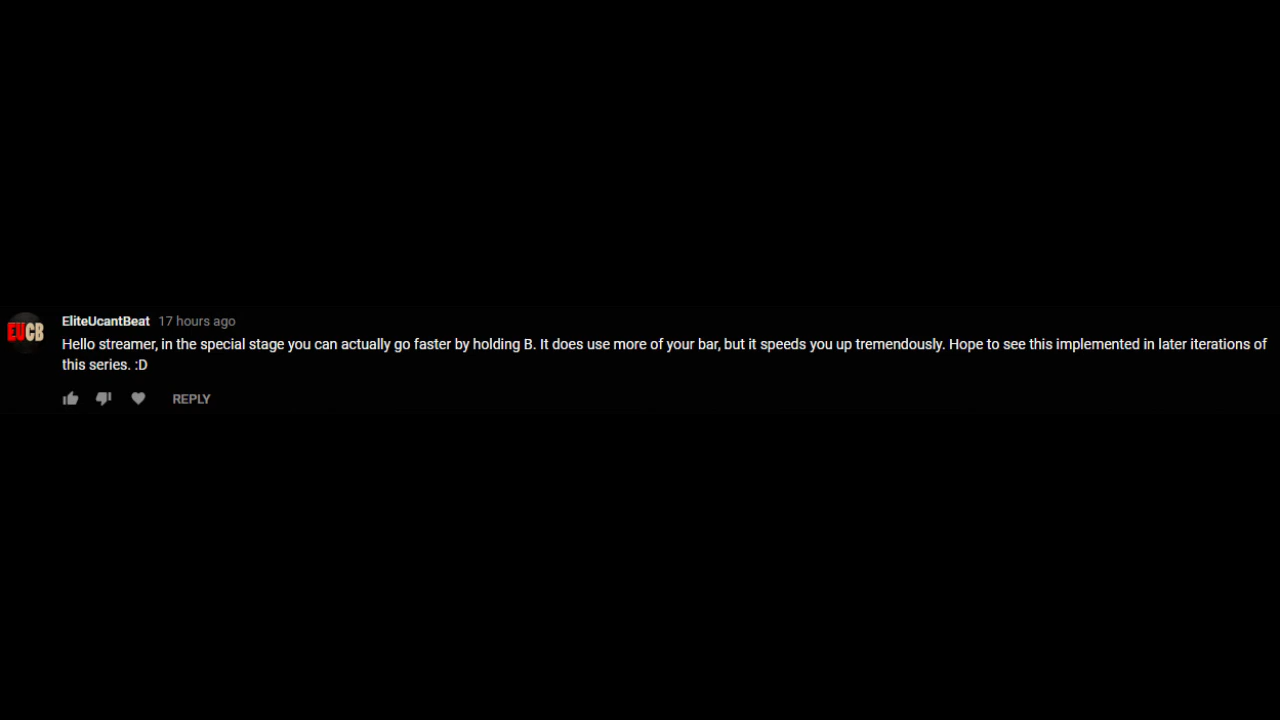 EUCB
EliteUcantBeat 17 hours ago
Hello streamer, in the special stage you can actually go faster by holding B. It does use more of your bar, but it speeds you up tremendously. Hope to see this implemented in later iterations of
this series. :D
REPLY